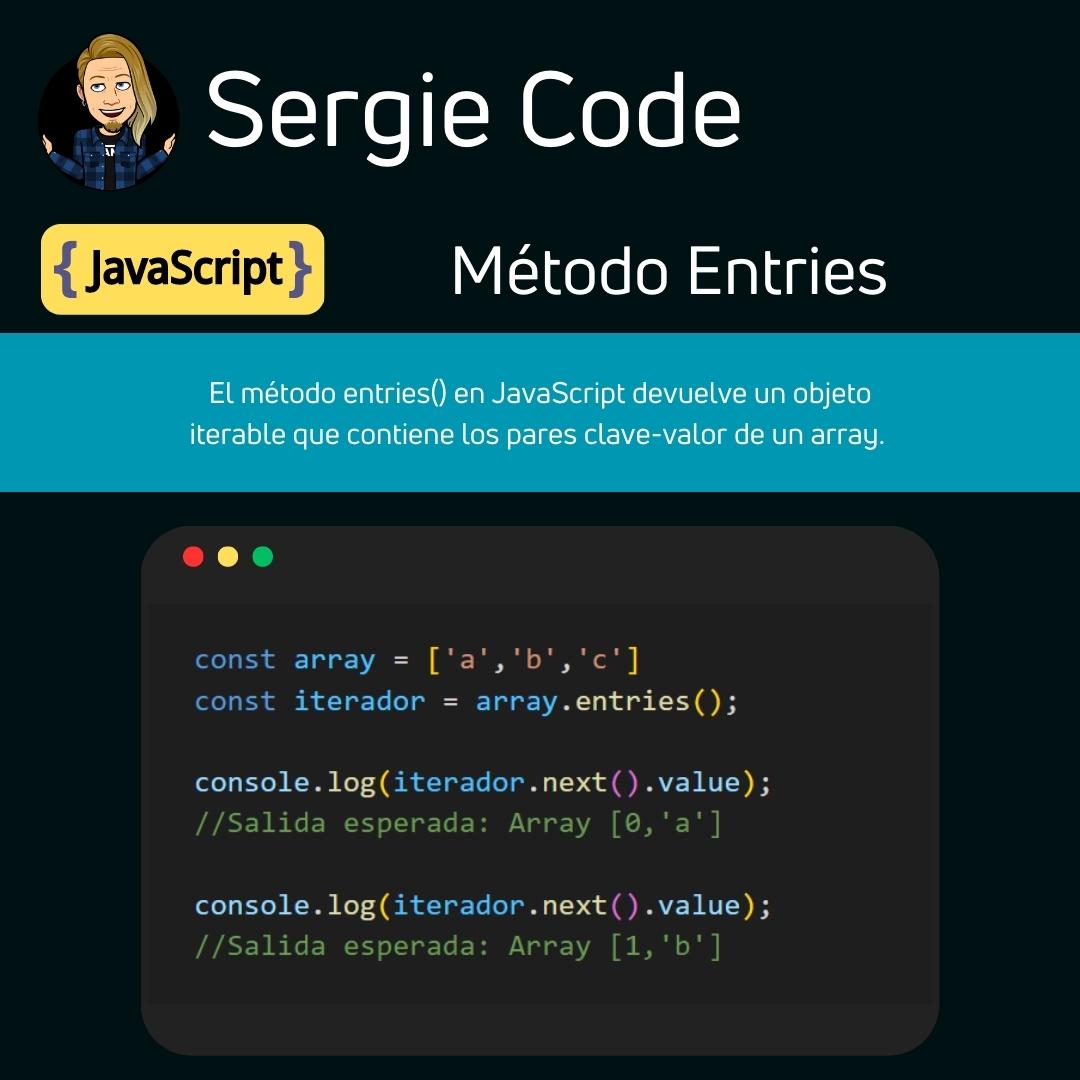 Sergie Code
{ JavaScript }
Método Entries
El método entries() en JavaScript devuelve un objeto
iterable que contiene los pares clave-valor de un array.
const array = ['a','b','c']
const iterador = array.entries();
console.log(iterador.next().value);
//Salida esperada: Array [0,'a']
console.log(iterador.next().value);
//Salida esperada: Array [1,'b']